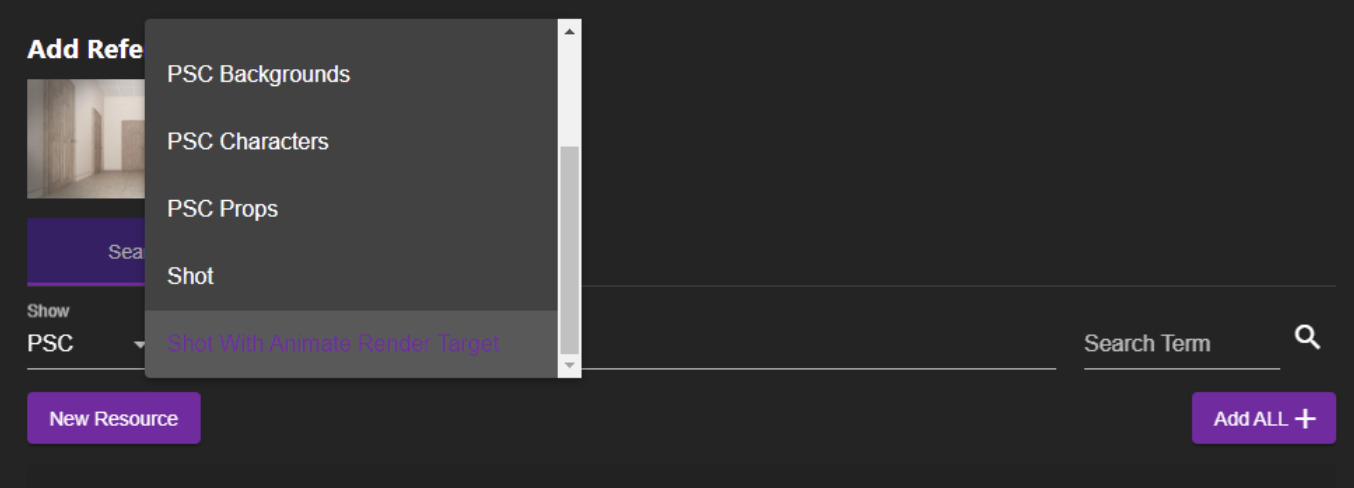 Add Refe
PSC Backgrounds
PSC Characters
PSC Props
Sea
Shot
Show
PSC
Shot With Animate Render Target
Search Term
New Resource
Add ALL